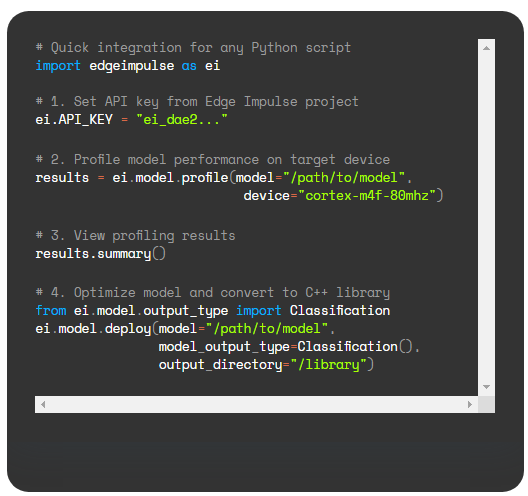 # Quick integration for any Python script
import edgeimpulse as ei
# 1. Set API key from Edge Impulse project
ei.API_KEY = "ei_dae2..."
# 2. Profile model performance on target device
results = ei.model.profile(model="/path/to/model",
device="cortex-m4f-80mhz")
# 3. View profiling results
results.summary()
# 4. Optimize model and convert to C++ library
from ei.model.output_type import Classification
ei.model.deploy(model="/path/to/model",
model_output_type=Classification(),
output_directory="/library")